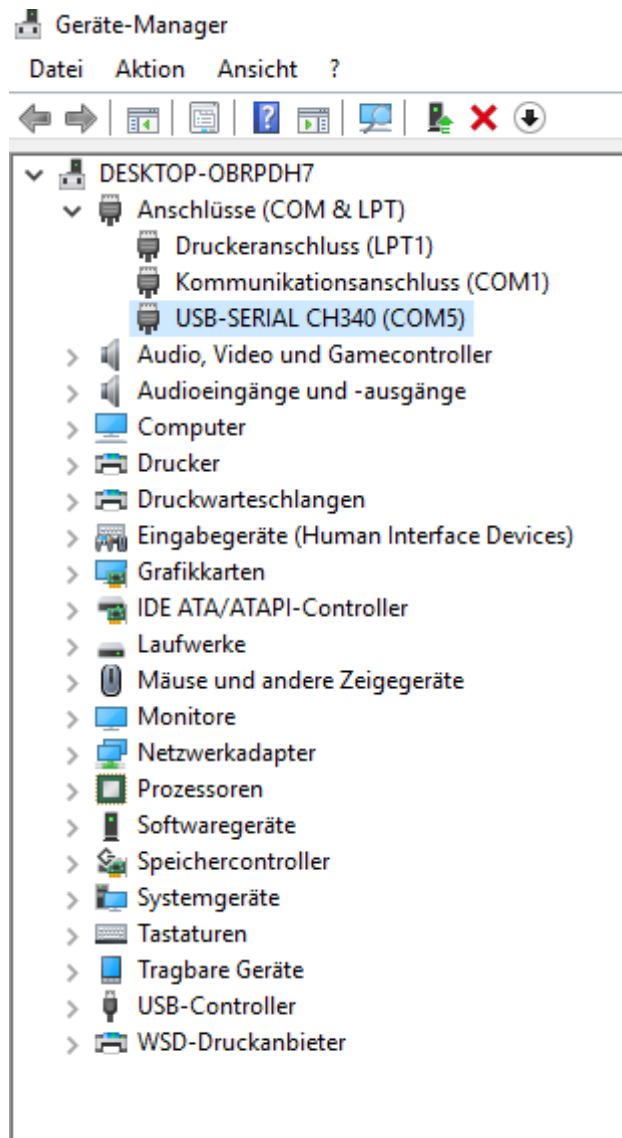 Geräte-Manager
Datei Aktion Ansicht ?
DESKTOP-OBRPDH7
Anschlüsse (COM & LPT)
Druckeranschluss (LPT1)
Kommunikationsanschluss (COM1)
USB-SERIAL CH340 (COM5)
Audio, Video und Gamecontroller
Audioeingänge und -ausgänge
Computer
Drucker
Druckwarteschlangen
Eingabegeräte (Human Interface Devices)
Grafikkarten
IDE ATA/ATAPI-Controller
Laufwerke
Mäuse und andere Zeigegeräte
Monitore
Netzwerkadapter
Prozessoren
Softwaregeräte
Speichercontroller
Systemgeräte
Tastaturen
Tragbare Geräte
USB-Controller
WSD-Druckanbieter